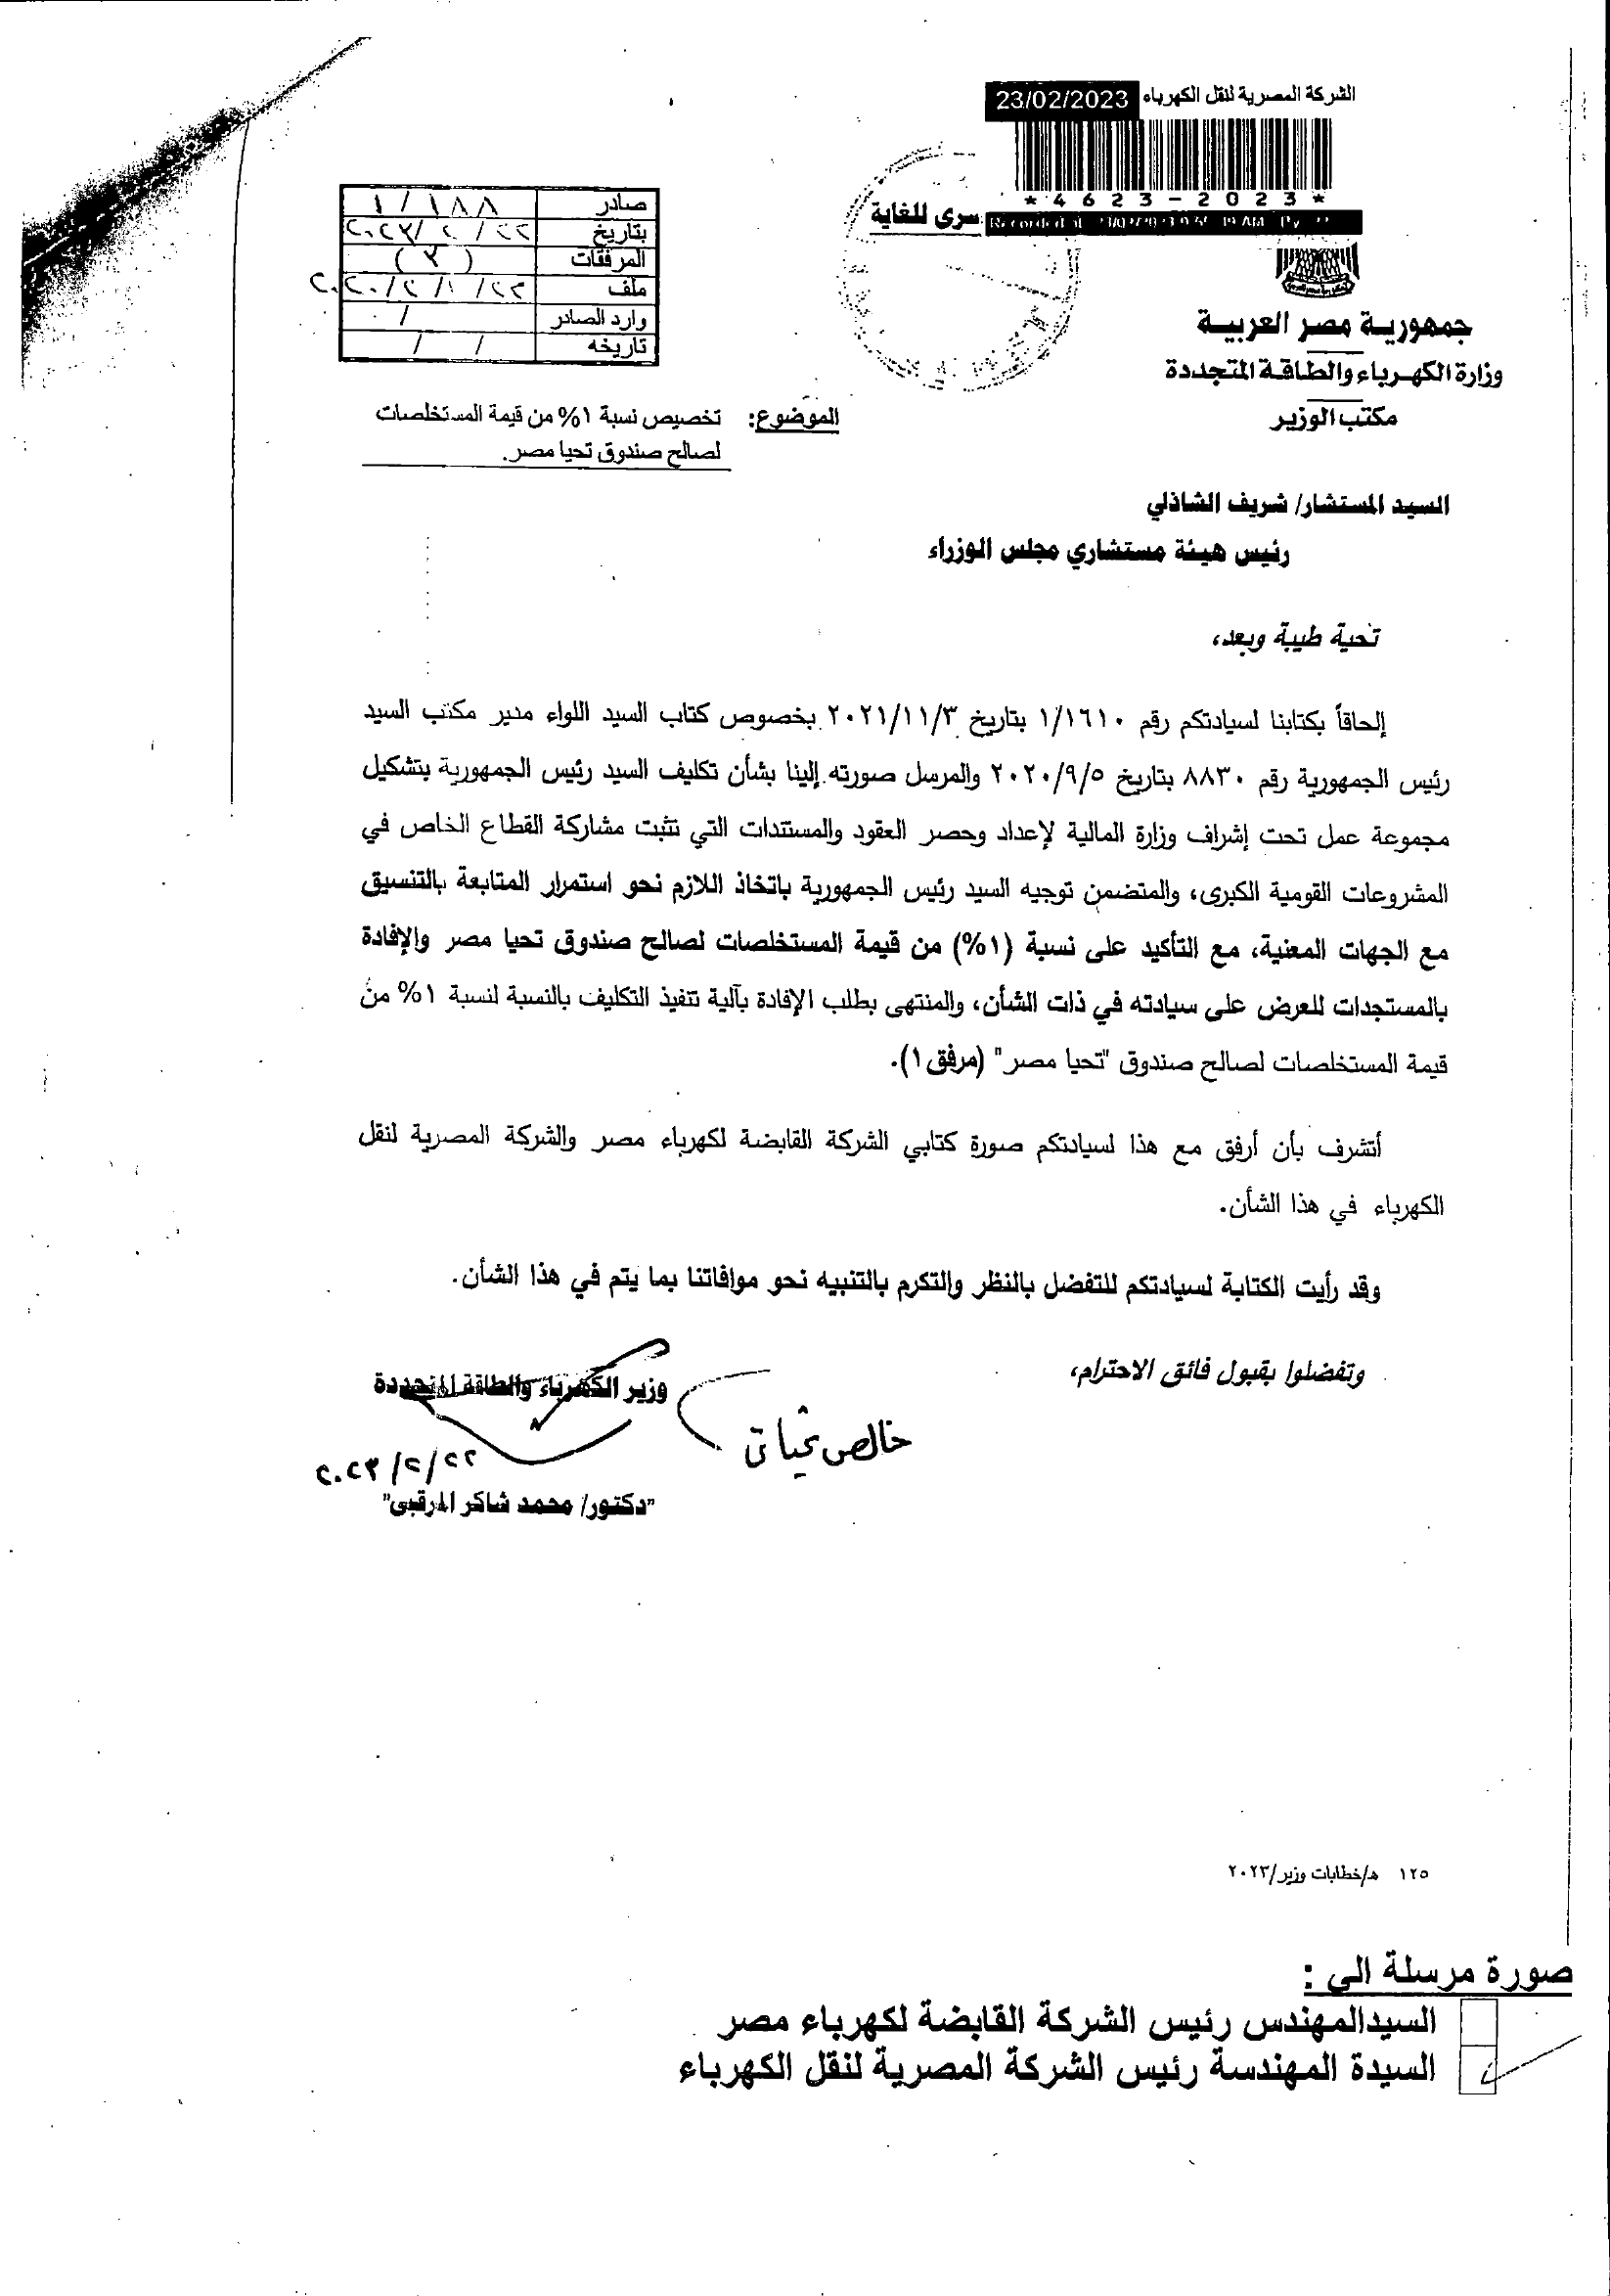 الشركة المصرية لنقل الكهرباء 23/02/2023
*4623-2023*
سرى للغاية
صادر ١/١٨٨
بتاريخ ٢٠٢٣/٢/٢٢
المرفقات
ملف
وارد الصادر /
تاريخه / /
جمهورية مصر العربية
وزارة الكهرباء والطاقة المتجددة
مكتب الوزير
الموضوع: تخصيص نسبة ١% من قيمة المستخلصات
لصالح صندوق تحيا مصر.
السيد المستشار/ شريف الشاذلي
رئيس هيئة مستشاري مجلس الوزراء
تحية طيبة وبعد،
إلحاقاً بكتابنا لسيادتكم رقم ١/١٦١٠ بتاريخ ٢٠٢١/١١/٣ بخصوص كتاب السيد اللواء مدير مكتب السيد
رئيس الجمهورية رقم ٨٨٣٠ بتاريخ ٢٠٢٠/٩/٥ والمرسل صورته إلينا بشأن تكليف السيد رئيس الجمهورية بتشكيل
مجموعة عمل تحت إشراف وزارة المالية لإعداد وحصر العقود والمستندات التي تثبت مشاركة القطاع الخاص في
المشروعات القومية الكبرى، والمتضمن توجيه السيد رئيس الجمهورية باتخاذ اللازم نحو استمرار المتابعة بالتنسيق
مع الجهات المعنية، مع التأكيد على نسبة (١%) من قيمة المستخلصات لصالح صندوق تحيا مصر والإفادة
بالمستجدات للعرض على سيادته في ذات الشأن، والمنتهى بطلب الإفادة بآلية تنفيذ التكليف بالنسبة لنسبة ١% من
قيمة المستخلصات لصالح صندوق "تحيا مصر" (مرفق ١).
أتشرف بأن أرفق مع هذا لسيادتكم صورة كتابي الشركة القابضة لكهرباء مصر والشركة المصرية لنقل
الكهرباء في هذا الشأن.
وقد رأيت الكتابة لسيادتكم للتفضل بالنظر والتكرم بالتنبيه نحو موافاتنا بما يتم في هذا الشأن.
وتفضلوا بقبول فائق الاحترام،
وزير الكهرباء والطاقة المتجددة
خالص تحياتى
٢٠٢٣/٢/٢٢
"دكتور/ محمد شاكر المرقبى"
١٢٥ ه/خطابات وزير/٢٠٢٣
صورة مرسلة الى :
السيدالمهندس رئيس الشركة القابضة لكهرباء مصر
السيدة المهندسة رئيس الشركة المصرية لنقل الكهرباء